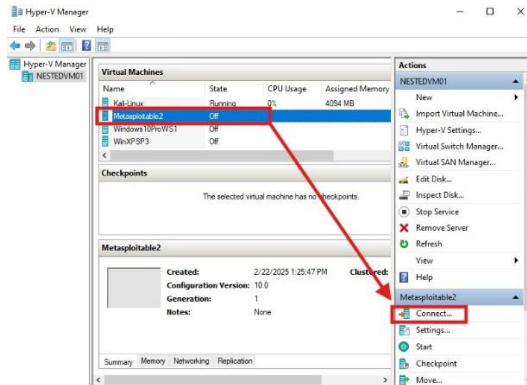 Hyper-V Manager
File Action View Help
Hyper-V Manager
NESTEDVM01
Virtual Machines
Name State CPU Usage Assigned Memory
Kali-Linux Running 0% 4094 MB
Metasploitable2 Off
Windows10ProWS1 Off
WinXPSP3 Off
Checkpoints
The selected virtual machine has no checkpoints.
Metasploitable2
Created: 2/22/2025 1:25:47 PM Clustered:
Configuration Version: 10.0
Generation: 1
Notes: None
Summary Memory Networking Replication
Actions
NESTEDVM01
New
Import Virtual Machine...
Hyper-V Settings...
Virtual Switch Manager...
Virtual SAN Manager...
Edit Disk...
Inspect Disk...
Stop Service
Remove Server
Refresh
View
Help
Metasploitable2
Connect...
Settings...
Start
Checkpoint
Move...